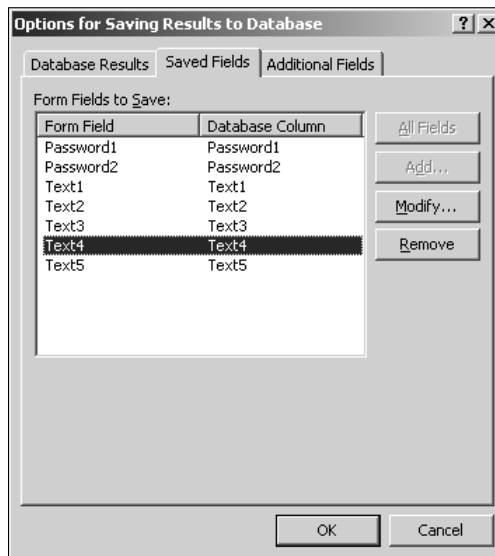 Options for Saving Results to Database ? X
Database Results Saved Fields Additional Fields
Form Fields to Save:
Form Field Database Column
Password1 Password1
Password2 Password2
Text1 Text1
Text2 Text2
Text3 Text3
Text4 Text4
Text5 Text5
All Fields
Add...
Modify...
Remove
OK Cancel